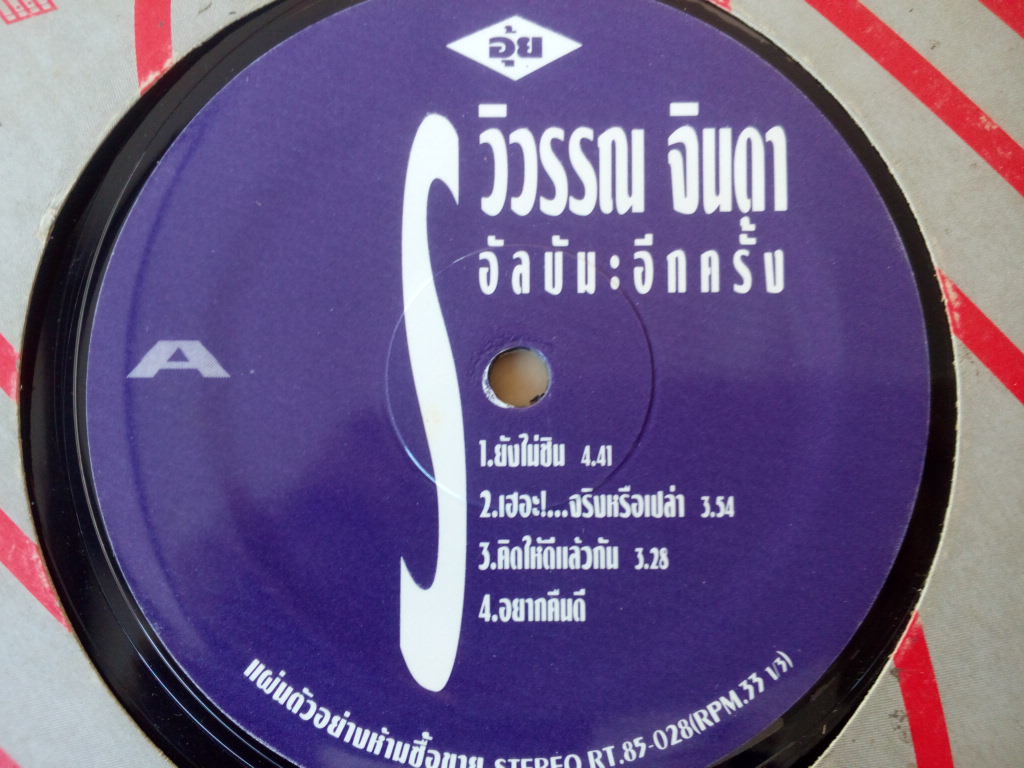 อุ้ย
วิวรรณ จินดา
อัลบัน:อีกครั้ง
A
1.ยังไม่ชิน 4.41
2.เฮอะ!...จริงหรือเปล่า 3.54
3.คิดให้ดีแล้วกัน 3.28
4.อยากคืนดี
แผ่นตัวอย่างห้ามซื้อขาย STEREO RT.85-028(RPM.33 1/3)